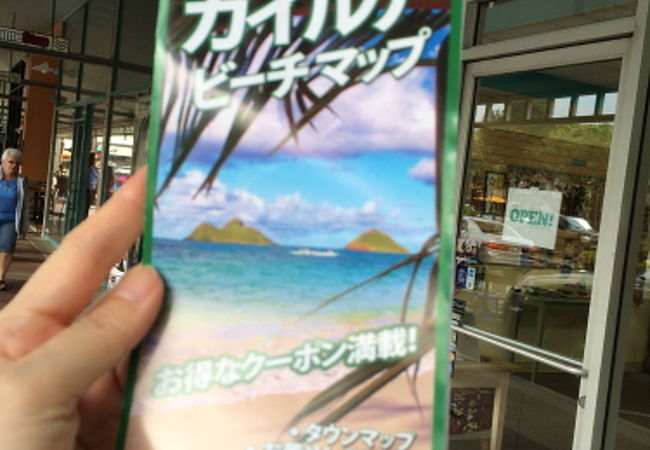 カイルア
ビーチマップ
OPEN!
お得なクーポン満載!
・タウンマップ